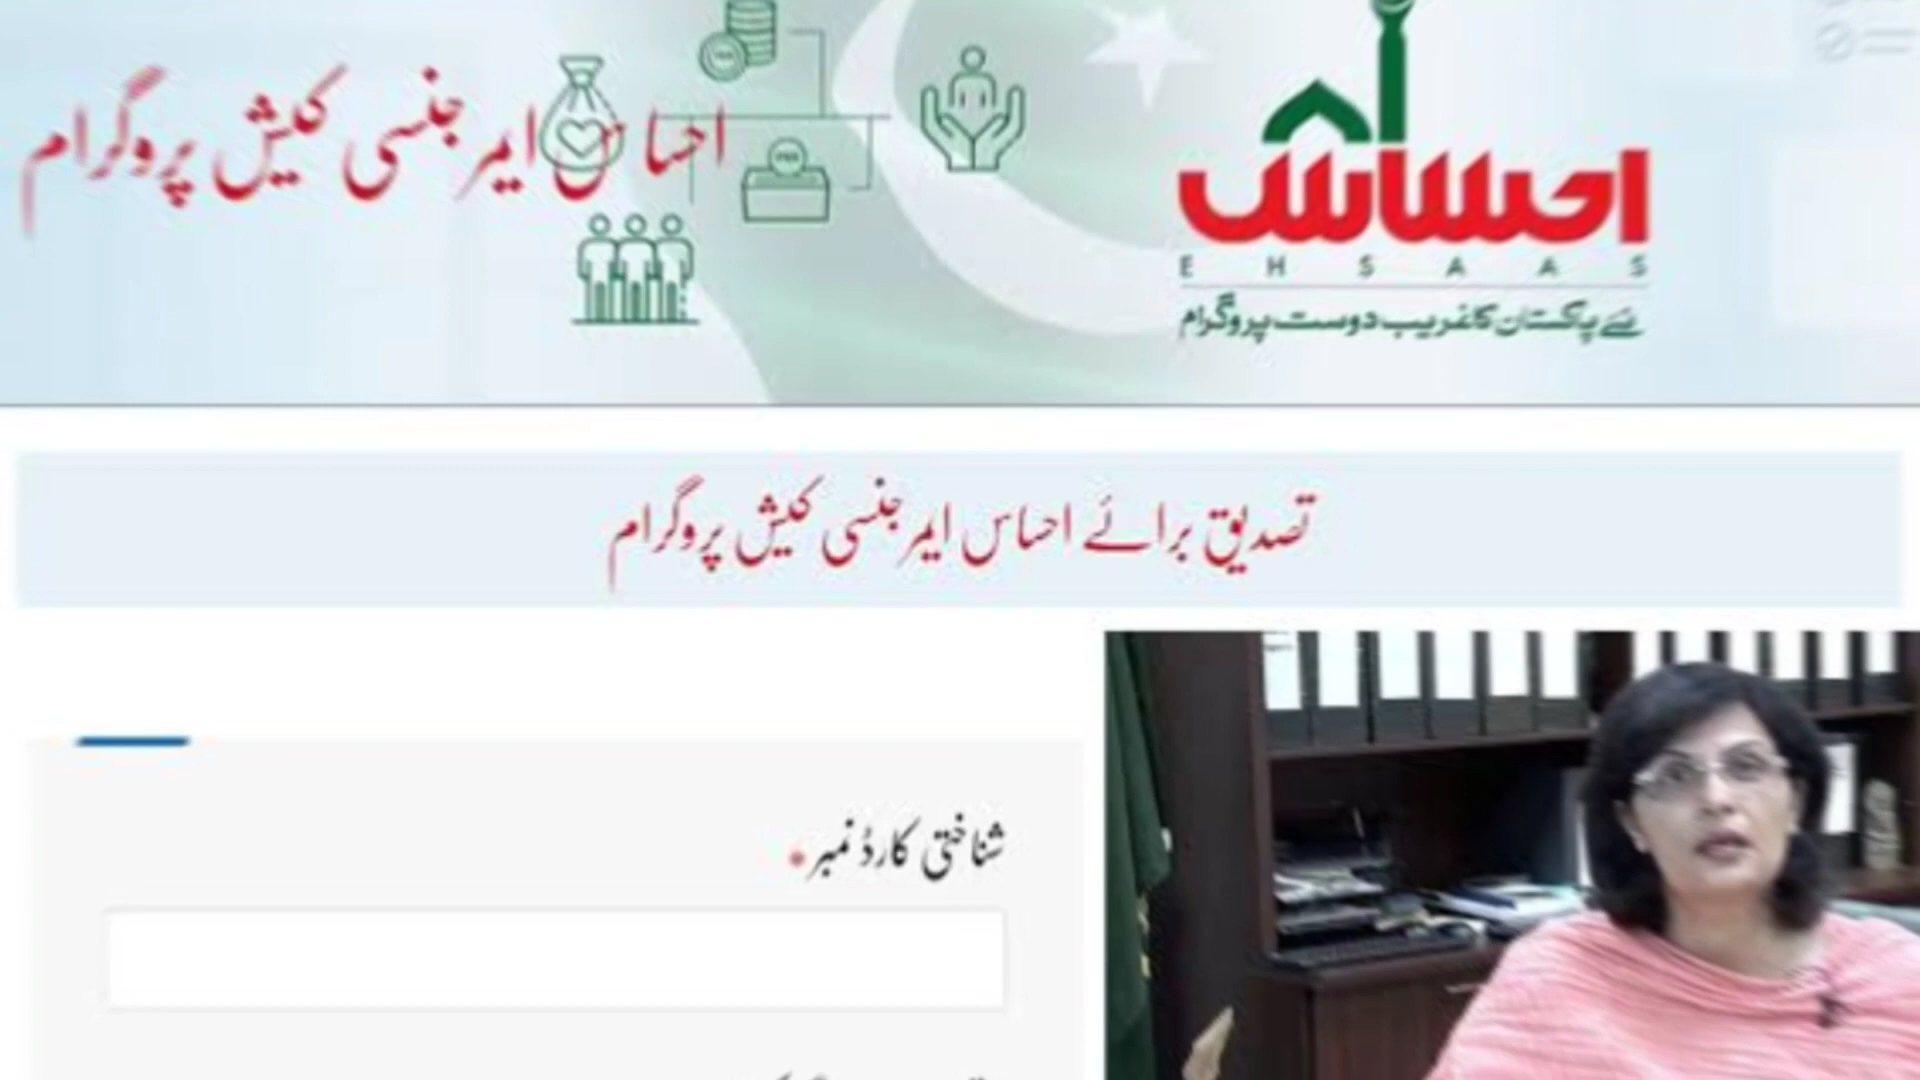 احساس ایمرجنسی کیش پروگرام
احساس
EHSAAS
نئے پاکستان کا غریب دوست پروگرام
تصدیق برائے احساس ایمرجنسی کیش پروگرام
شناختی کارڈ نمبر*